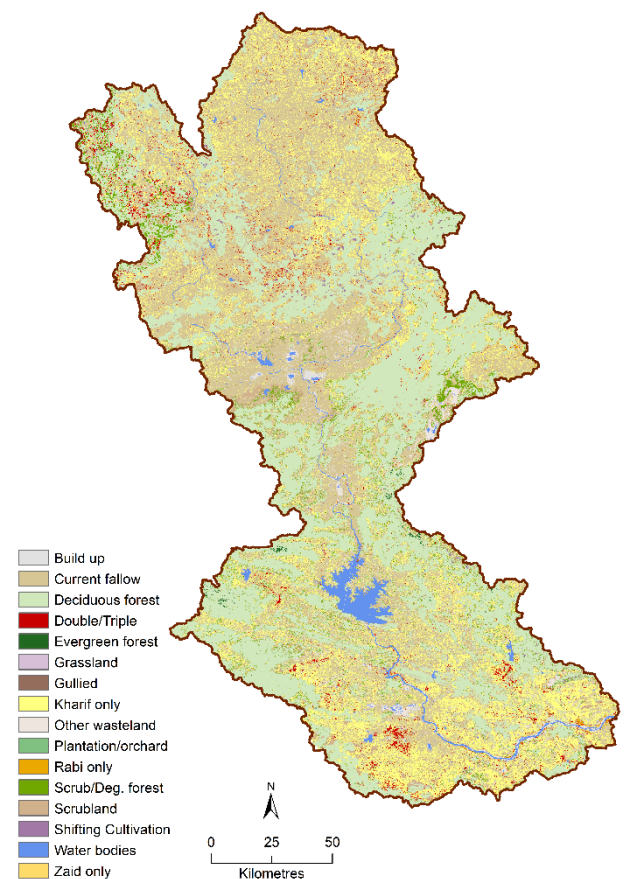 Build up
Current fallow
Deciduous forest
Double/Triple
Evergreen forest
Grassland
Gullied
Kharif only
Other wasteland
Plantation/orchard
Rabi only
Scrub/Deg. forest
Scrubland
Shifting Cultivation
Water bodies
Zaid only
N
0 25 50
Kilometres